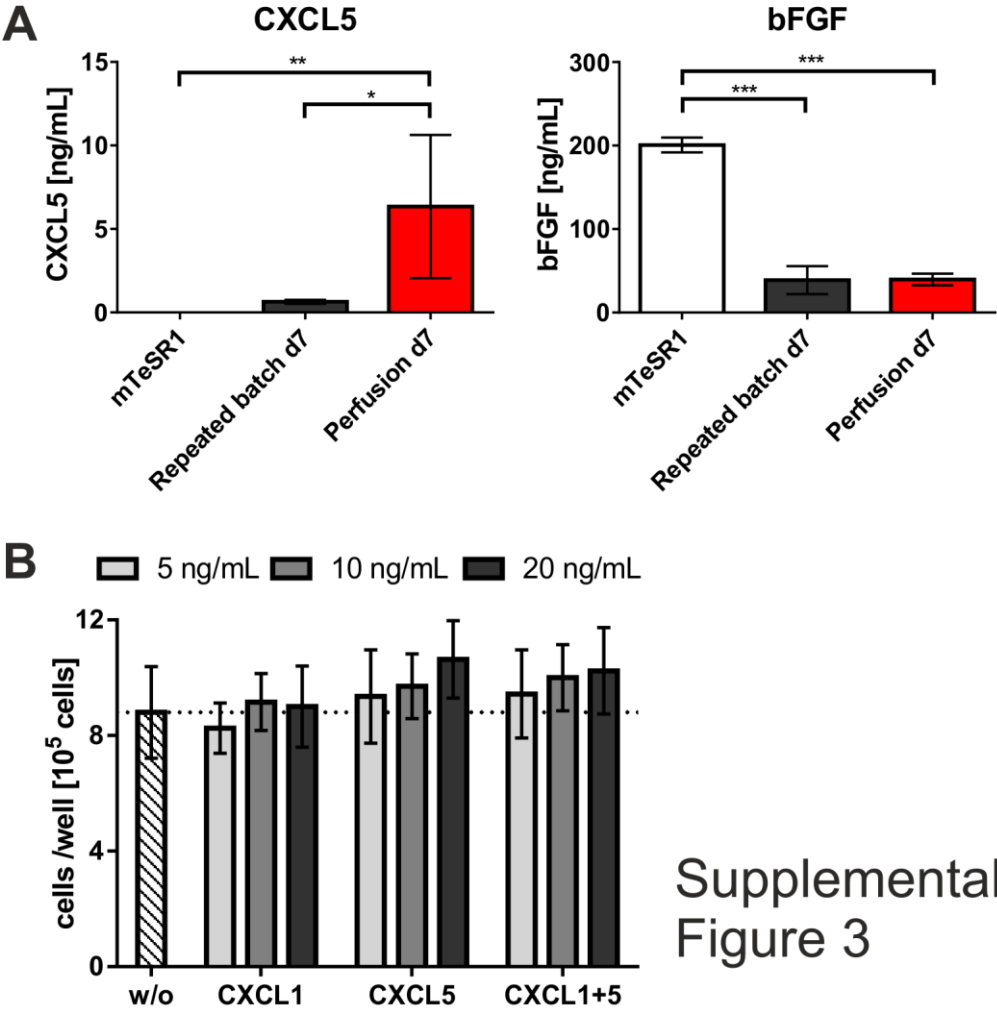 A
CXCL5
bFGF
CXCL5 [ng/mL]
15
10
5
0
**
*
mTeSR1
Repeated batch d7
Perfusion d7
bFGF [ng/mL]
300
200
100
0
***
***
mTeSR1
Repeated batch d7
Perfusion d7
B
5 ng/mL 10 ng/mL 20 ng/mL
cells /well [10⁵ cells]
12
8
4
0
w/o CXCL1 CXCL5 CXCL1+5
Supplemental
Figure 3